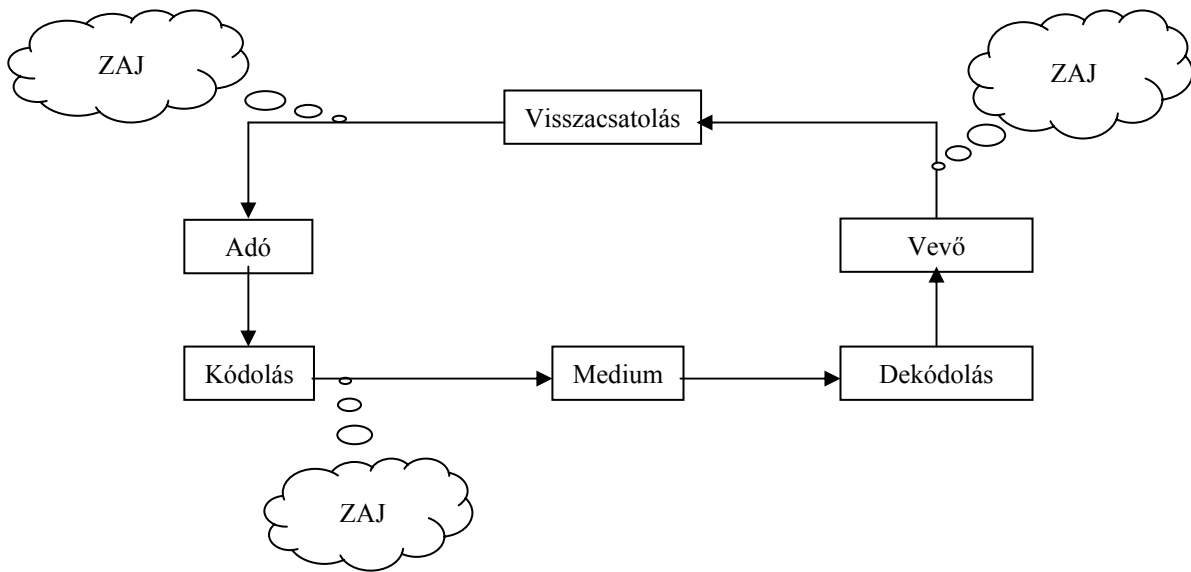 ZAJ
ZAJ
Visszacsatolás
Adó
Vevő
Kódolás
Medium
Dekódolás
ZAJ